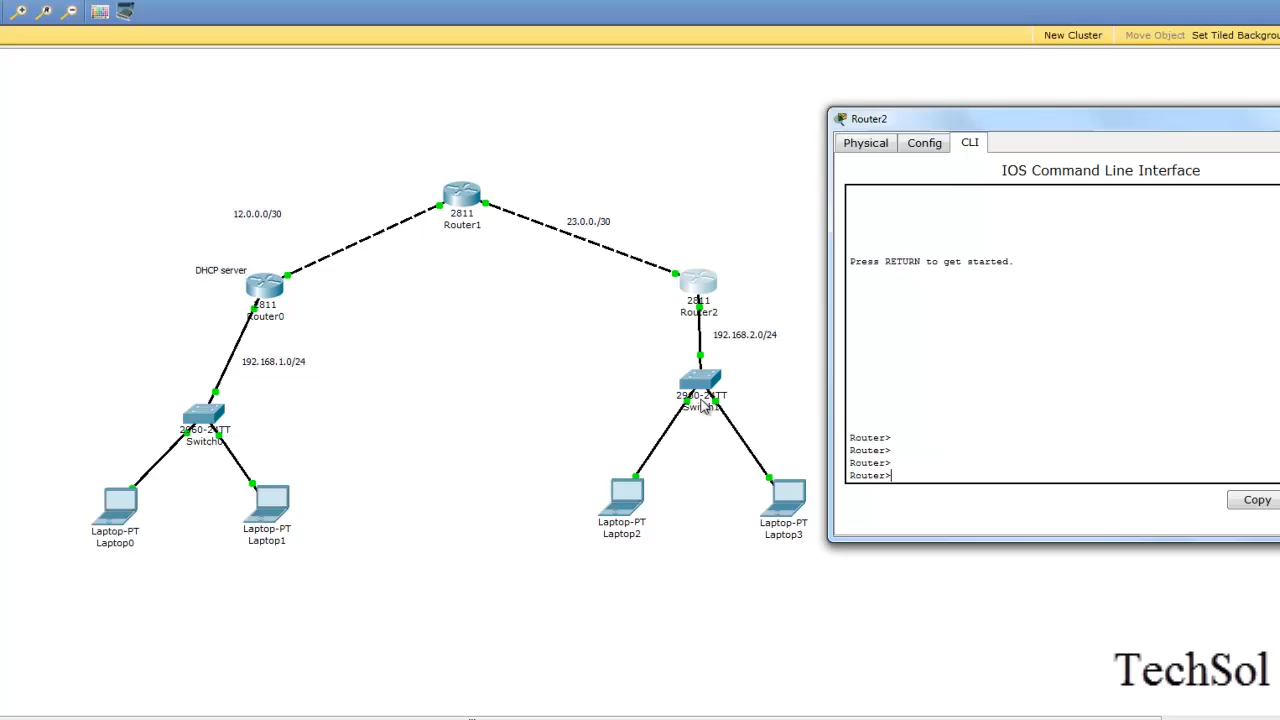 New Cluster
Move Object
Set Tiled Backgrou
12.0.0.0/30
2811
Router1
23.0.0./30
DHCP server
2811
Router0
192.168.1.0/24
2811
Router2
192.168.2.0/24
2960-24TT
Switch0
2960-24TT
Switch1
Laptop-PT
Laptop0
Laptop-PT
Laptop1
Laptop-PT
Laptop2
Laptop-PT
Laptop3
Router2
Physical
Config
CLI
IOS Command Line Interface
Press RETURN to get started.
Router>
Router>
Router>
Router>
Copy
TechSol